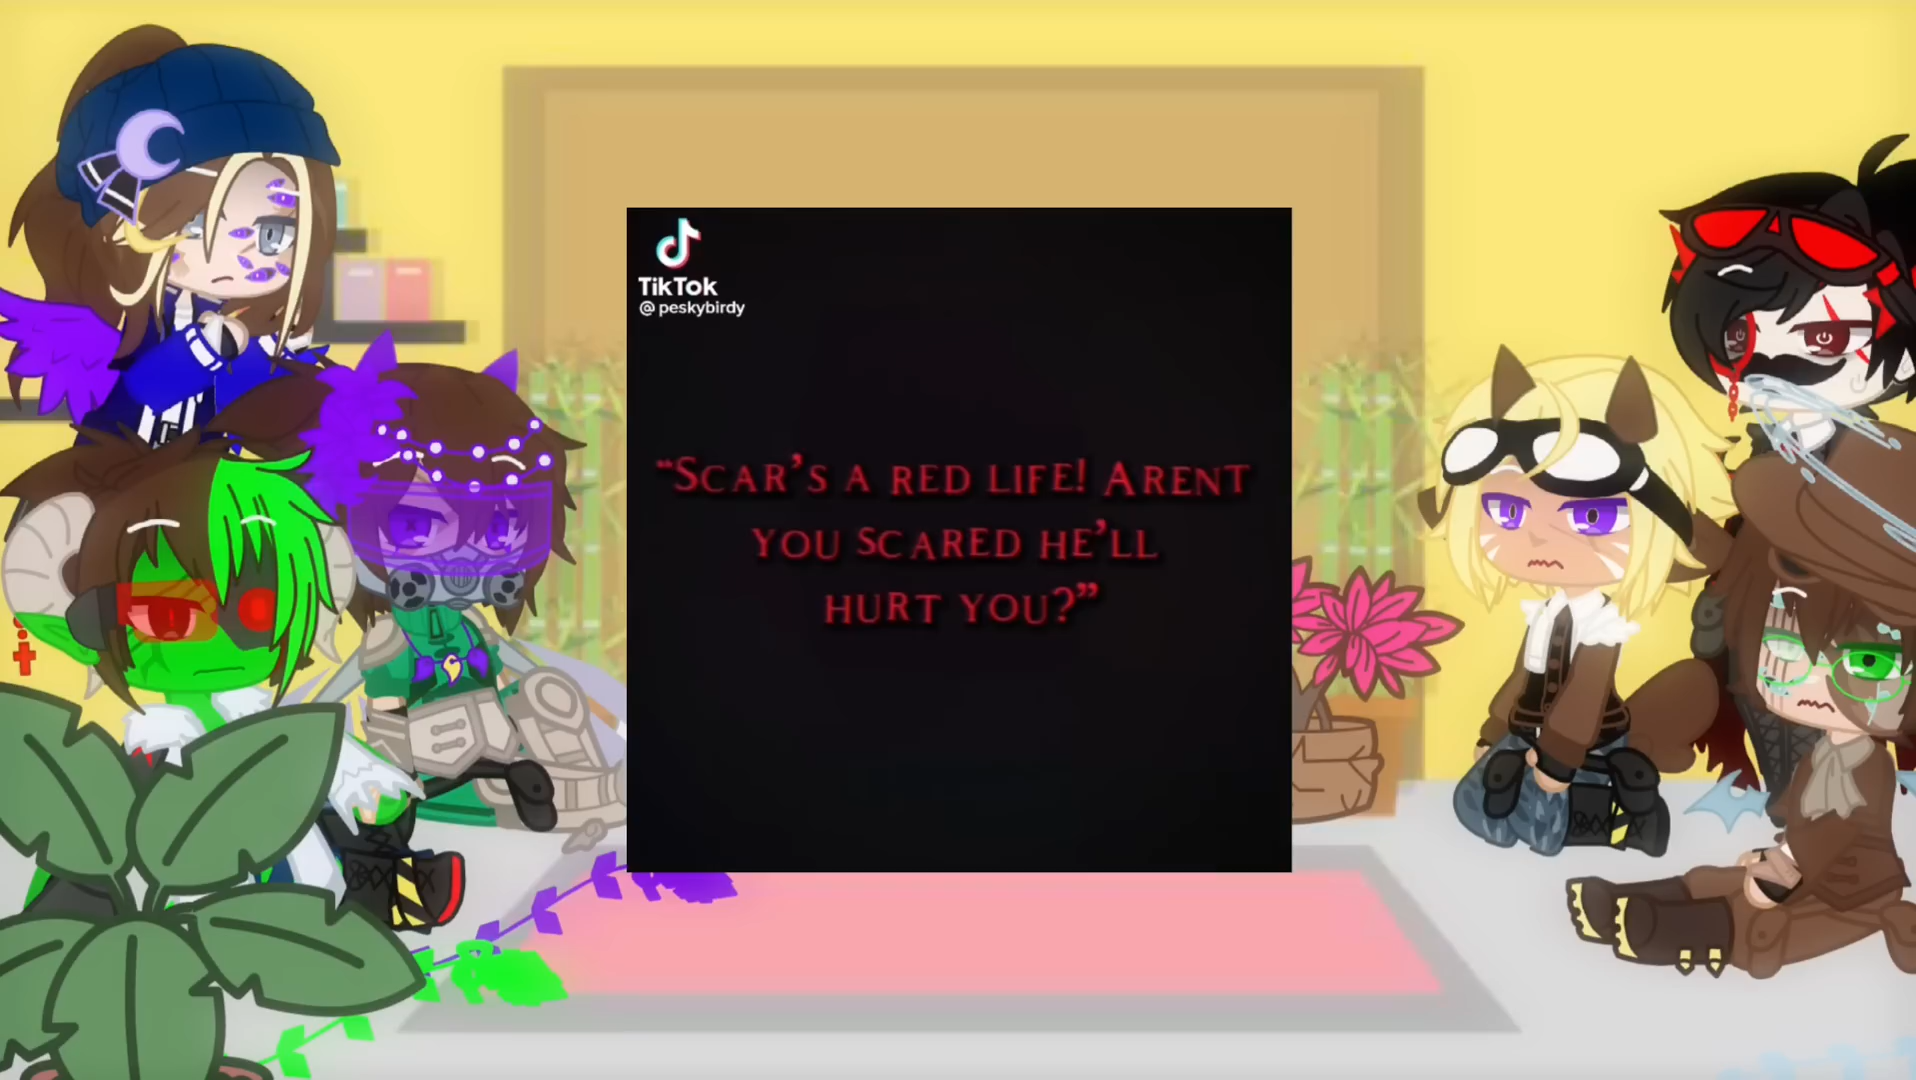 TikTok
@peskybirdy
"SCAR'S A RED LIFE! ARENT
YOU SCARED HE'LL
HURT YOU?"